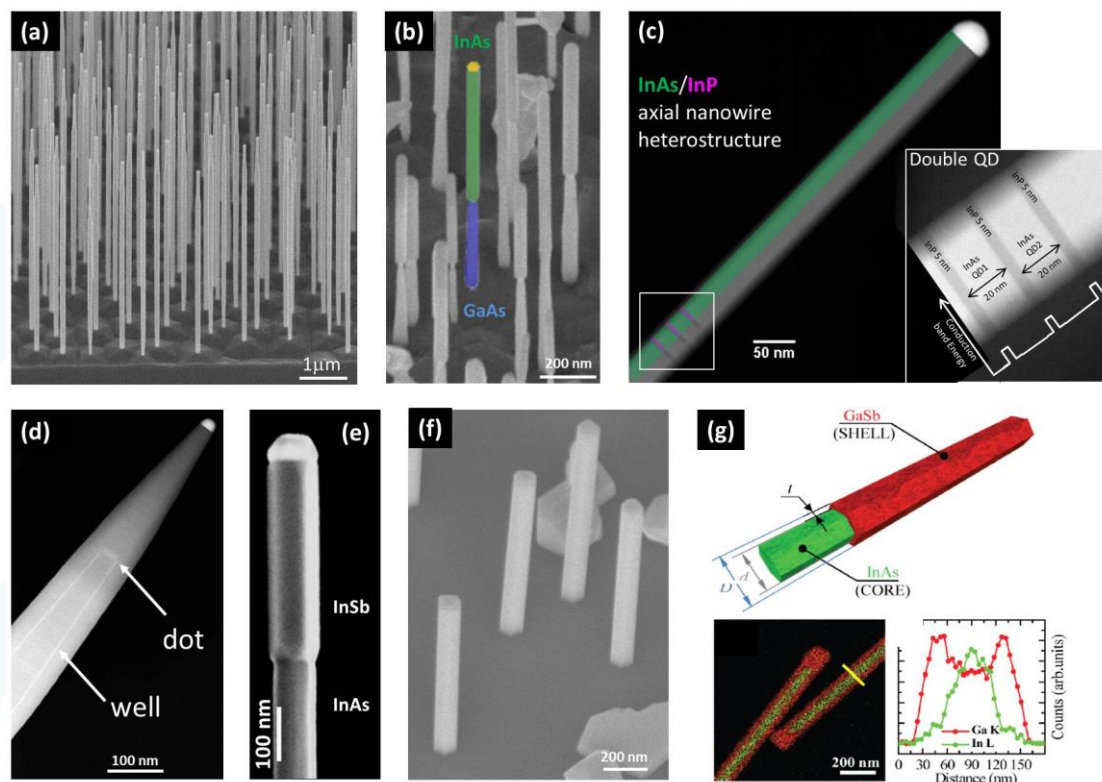 (a)
1μm
(b)
InAs
GaAs
200 nm
(c)
InAs/InP
axial nanowire
heterostructure
50 nm
Double QD
InP 5 nm
InP 5 nm
InP 5 nm
InAs
QD1
InAs
QD2
20 nm
20 nm
Conduction
band Energy
(d)
dot
well
100 nm
(e)
InSb
InAs
100 nm
(f)
200 nm
(g)
GaSb
(SHELL)
t
d
D
InAs
(CORE)
200 nm
Counts (arb.units)
Ga K
In L
0 30 60 90 120 150
Distance (nm)